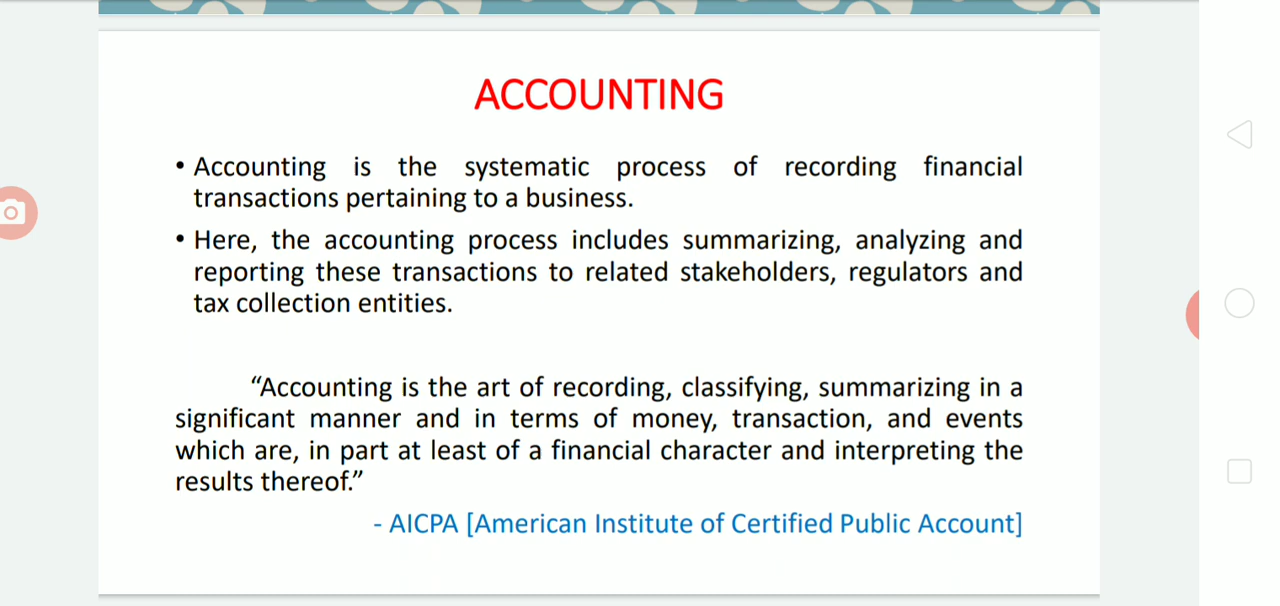 ACCOUNTING
• Accounting is the systematic process of recording financial
transactions pertaining to a business.
• Here, the accounting process includes summarizing, analyzing and
reporting these transactions to related stakeholders, regulators and
tax collection entities.
“Accounting is the art of recording, classifying, summarizing in a
significant manner and in terms of money, transaction, and events
which are, in part at least of a financial character and interpreting the
results thereof.”
- AICPA [American Institute of Certified Public Account]